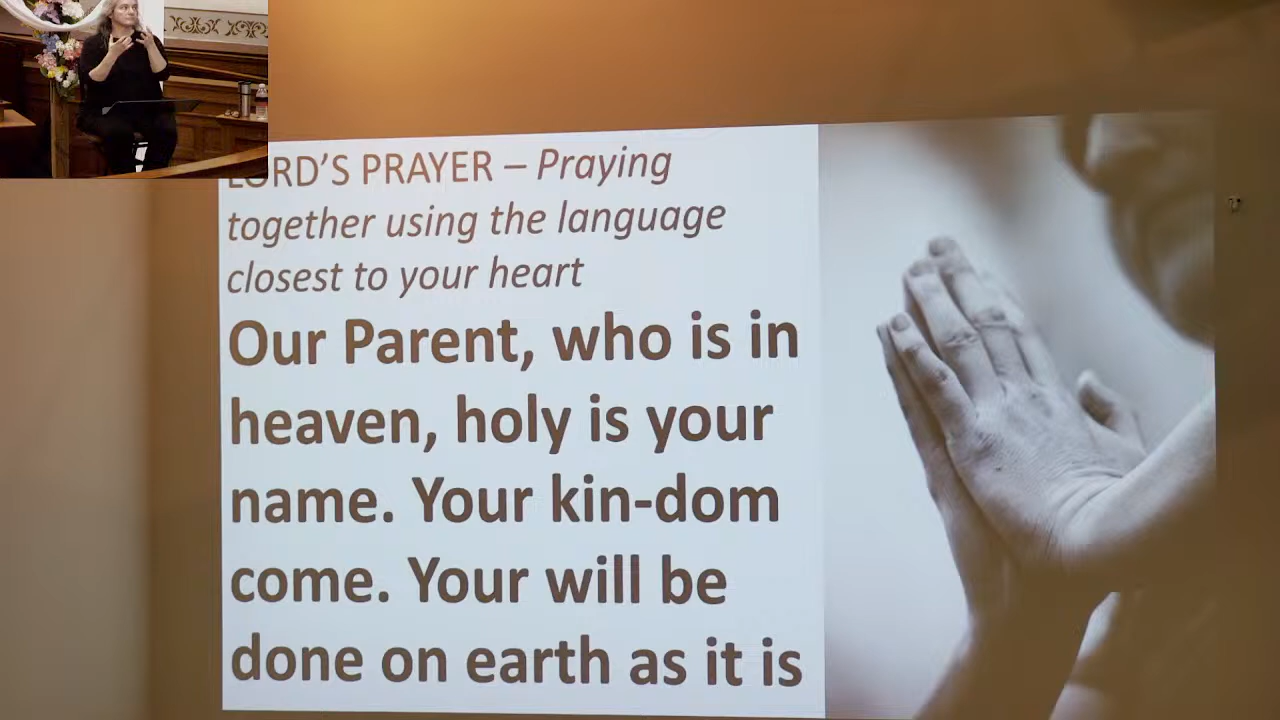 LORD'S PRAYER – Praying
together using the language
closest to your heart
Our Parent, who is in
heaven, holy is your
name. Your kin-dom
come. Your will be
done on earth as it is